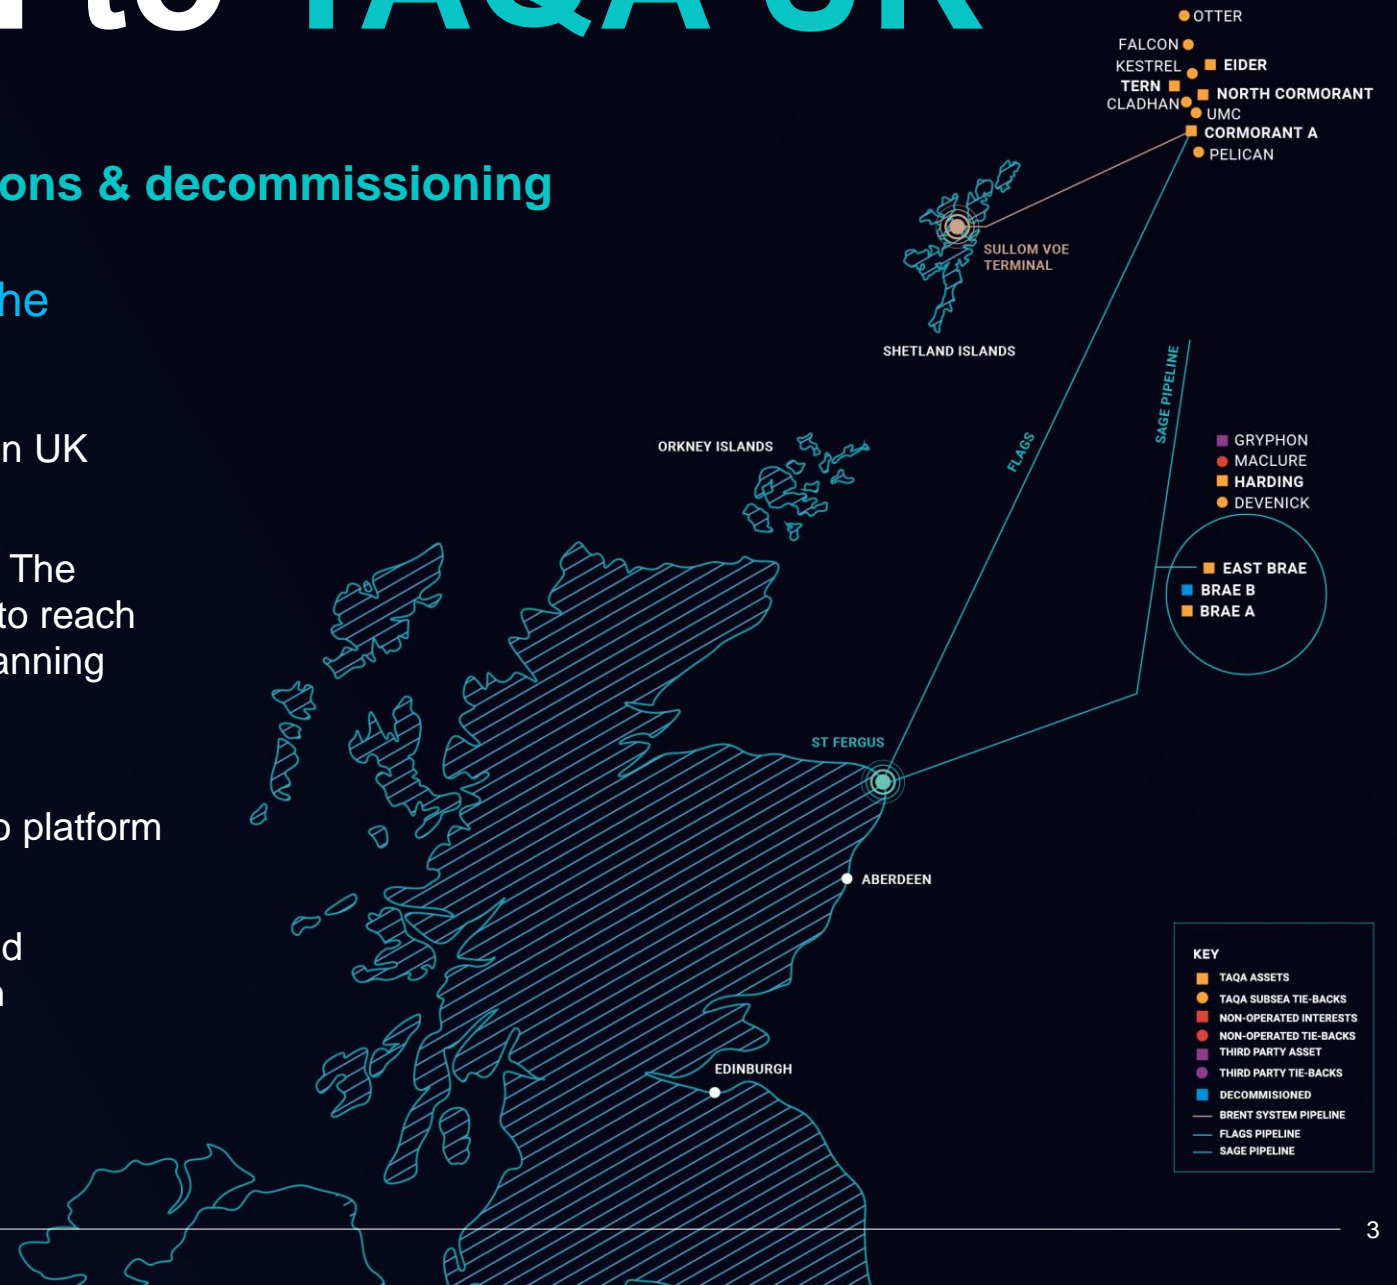 to TAQA UK
ons & decommissioning
he
n UK
The
to reach
anning
platform
d
OTTER
FALCON
KESTREL
EIDER
TERN
NORTH CORMORANT
CLADHAN
UMC
CORMORANT A
PELICAN
SULLOM VOE
TERMINAL
SHETLAND ISLANDS
SAGE PIPELINE
FLAGS
ORKNEY ISLANDS
GRYPHON
MACLURE
HARDING
DEVENICK
EAST BRAE
BRAE B
BRAE A
ST FERGUS
ABERDEEN
EDINBURGH
KEY
TAQA ASSETS
TAQA SUBSEA TIE-BACKS
NON-OPERATED INTERESTS
NON-OPERATED TIE-BACKS
THIRD PARTY ASSET
THIRD PARTY TIE-BACKS
DECOMMISIONED
BRENT SYSTEM PIPELINE
FLAGS PIPELINE
SAGE PIPELINE
3